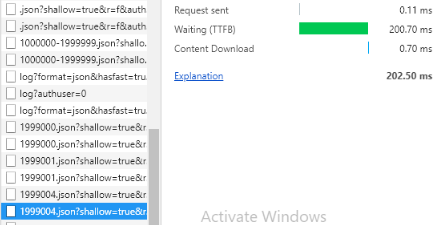 .json?shallow=true&r=f&auth
.json?shallow=true&r=f&auth
1000000-1999999.json?shallo.
1000000-1999999.json?shallo.
log?format=json&hasfast=tru
log?authuser=0
log?format=json&hasfast=tru
1999000.json?shallow=true&r
1999000.json?shallow=true&r
1999001.json?shallow=true&r
1999001.json?shallow=true&r
1999004.json?shallow=true&r
1999004.json?shallow=true&r
Request sent 0.11 ms
Waiting (TTFB) 200.70 ms
Content Download 0.70 ms
Explanation 202.50 ms
Activate Windows